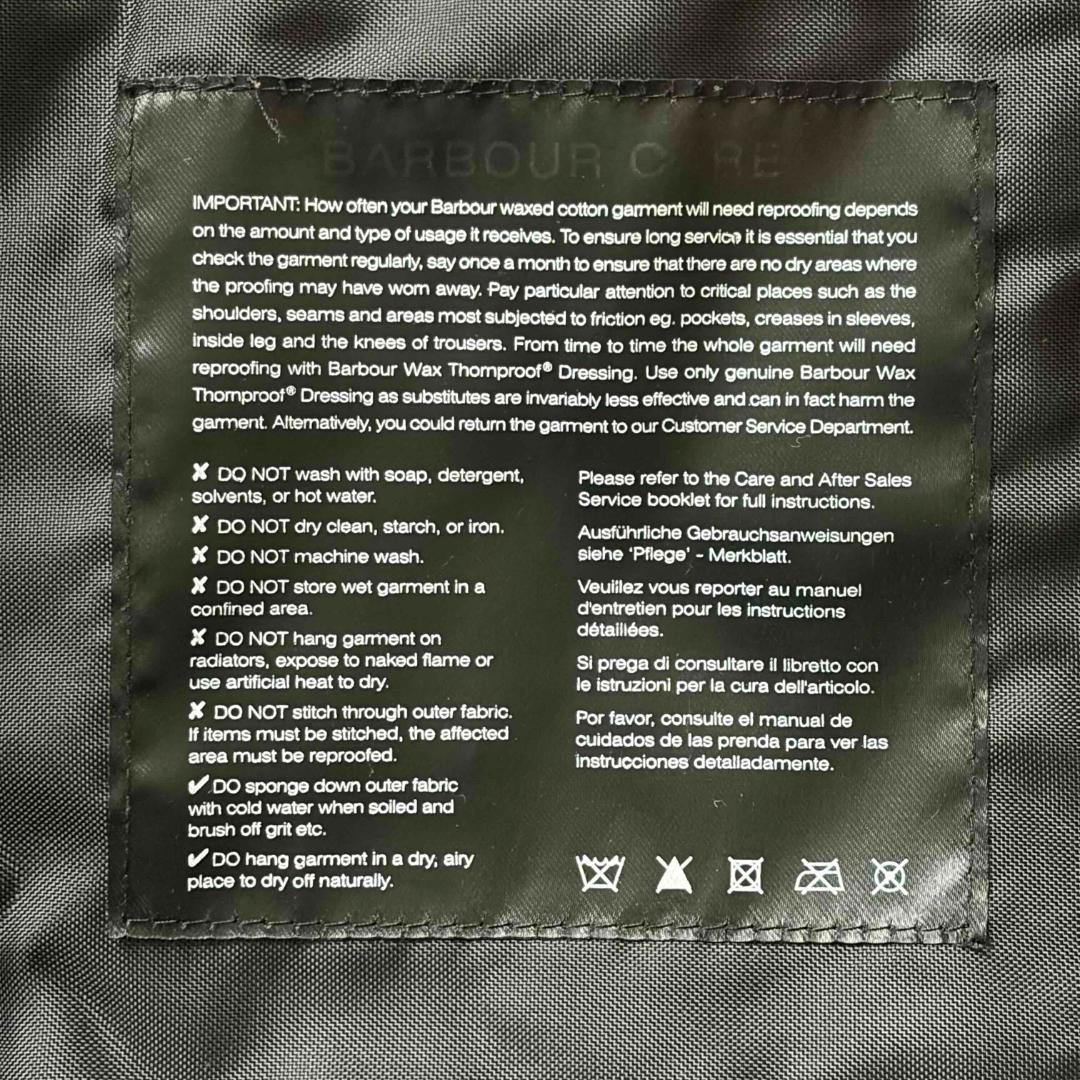 BARBOUR CARE
IMPORTANT: How often your Barbour waxed cotton garment will need reproofing depends
on the amount and type of usage it receives. To ensure long service it is essential that you
check the garment regularly, say once a month to ensure that there are no dry areas where
the proofing may have worn away. Pay particular attention to critical places such as the
shoulders, seams and areas most subjected to friction eg. pockets, creases in sleeves,
inside leg and the knees of trousers. From time to time the whole garment will need
reproofing with Barbour Wax Thornproof® Dressing. Use only genuine Barbour Wax
Thornproof® Dressing as substitutes are invariably less effective and can in fact harm the
garment. Alternatively, you could return the garment to our Customer Service Department.
✘ DO NOT wash with soap, detergent,
solvents, or hot water.
✘ DO NOT dry clean, starch, or iron.
✘ DO NOT machine wash.
✘ DO NOT store wet garment in a
confined area.
✘ DO NOT hang garment on
radiators, expose to naked flame or
use artificial heat to dry.
✘ DO NOT stitch through outer fabric.
If items must be stitched, the affected
area must be reproofed.
✔ DO sponge down outer fabric
with cold water when soiled and
brush off grit etc.
✔ DO hang garment in a dry, airy
place to dry off naturally.
Please refer to the Care and After Sales
Service booklet for full instructions.
Ausführliche Gebrauchsanweisungen
siehe 'Pflege' - Merkblatt.
Veuillez vous reporter au manuel
d'entretien pour les instructions
détaillées.
Si prega di consultare il libretto con
le istruzioni per la cura dell'articolo.
Por favor, consulte el manual de
cuidados de las prenda para ver las
instrucciones detalladamente.